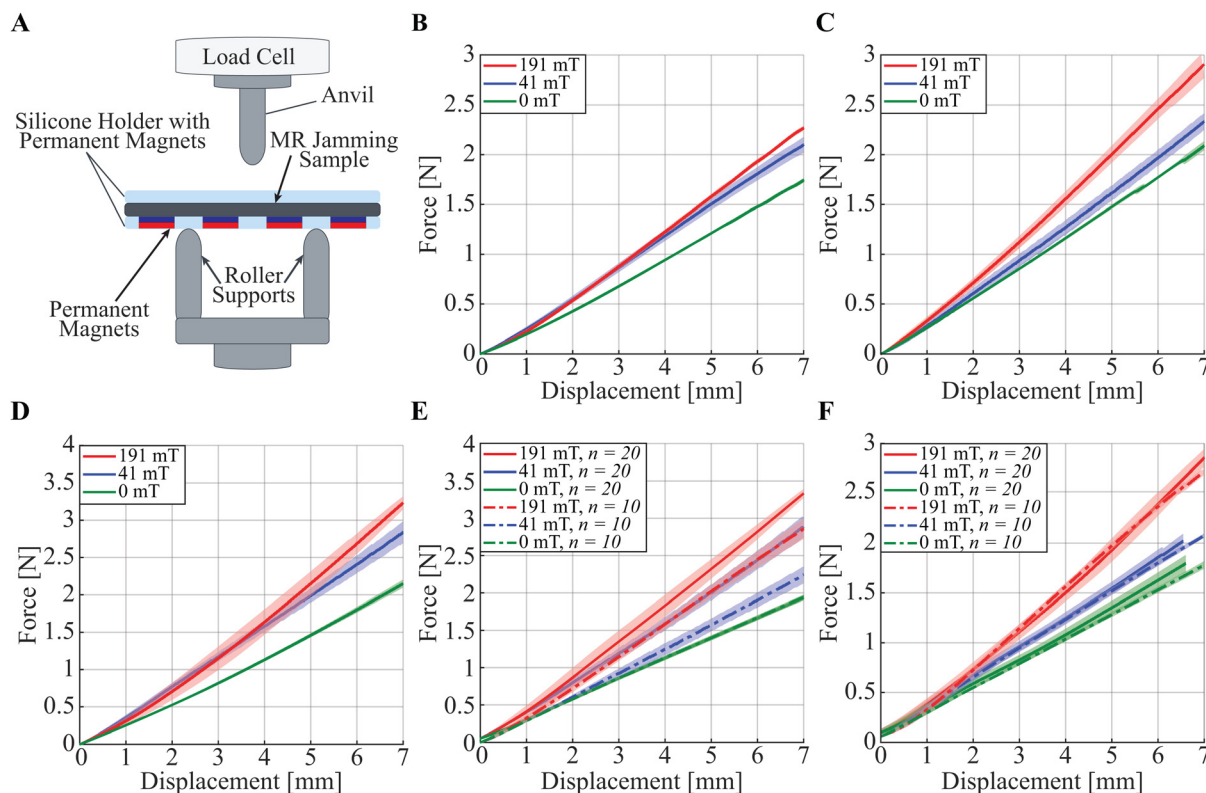 A
Load Cell
Anvil
Silicone Holder with
Permanent Magnets
MR Jamming
Sample
Roller
Supports
Permanent
Magnets
B
191 mT
41 mT
0 mT
3
2.5
2
1.5
1
0.5
0
Force [N]
0 1 2 3 4 5 6 7
Displacement [mm]
C
191 mT
41 mT
0 mT
3
2.5
2
1.5
1
0.5
0
Force [N]
0 1 2 3 4 5 6 7
Displacement [mm]
D
191 mT
41 mT
0 mT
4
3.5
3
2.5
2
1.5
1
0.5
0
Force [N]
0 1 2 3 4 5 6 7
Displacement [mm]
E
191 mT, n = 20
41 mT, n = 20
0 mT, n = 20
191 mT, n = 10
41 mT, n = 10
0 mT, n = 10
4
3.5
3
2.5
2
1.5
1
0.5
0
Force [N]
0 1 2 3 4 5 6 7
Displacement [mm]
F
191 mT, n = 20
41 mT, n = 20
0 mT, n = 20
191 mT, n = 10
41 mT, n = 10
0 mT, n = 10
3
2.5
2
1.5
1
0.5
0
Force [N]
0 1 2 3 4 5 6 7
Displacement [mm]